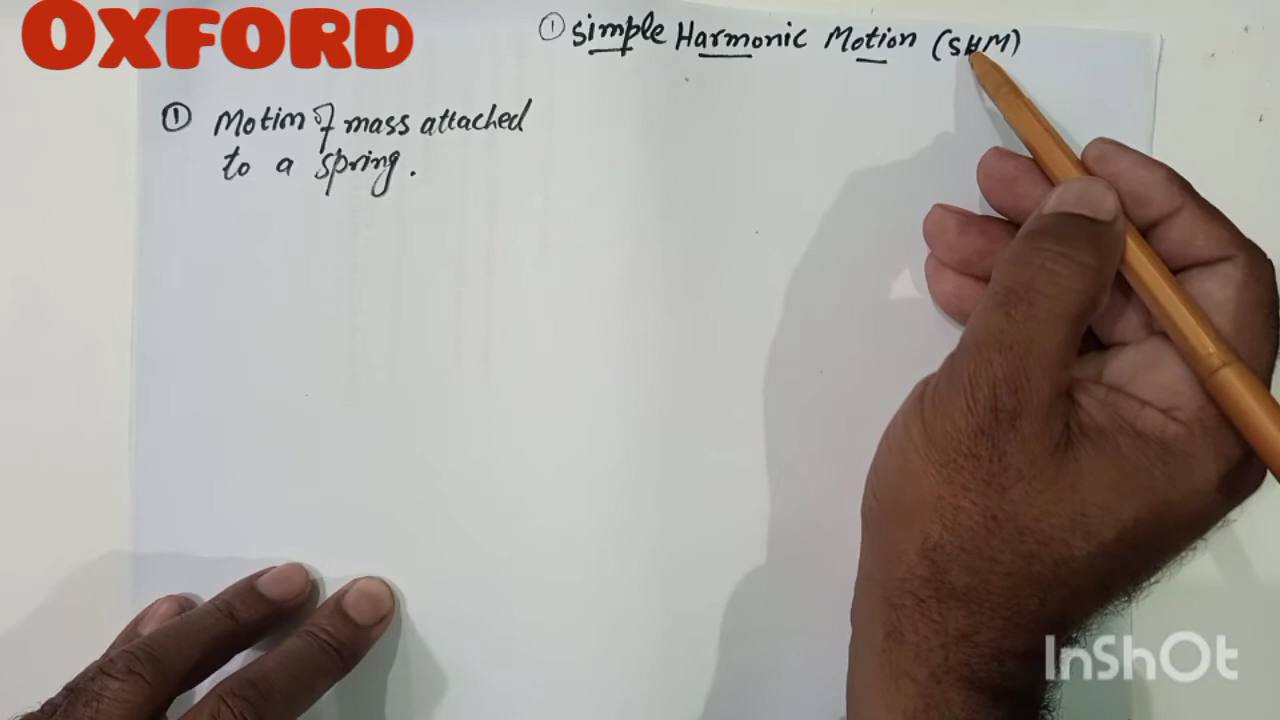 OXFORD
① Simple Harmonic Motion (SHM)
① Motion of mass attached
to a spring.
InShOt